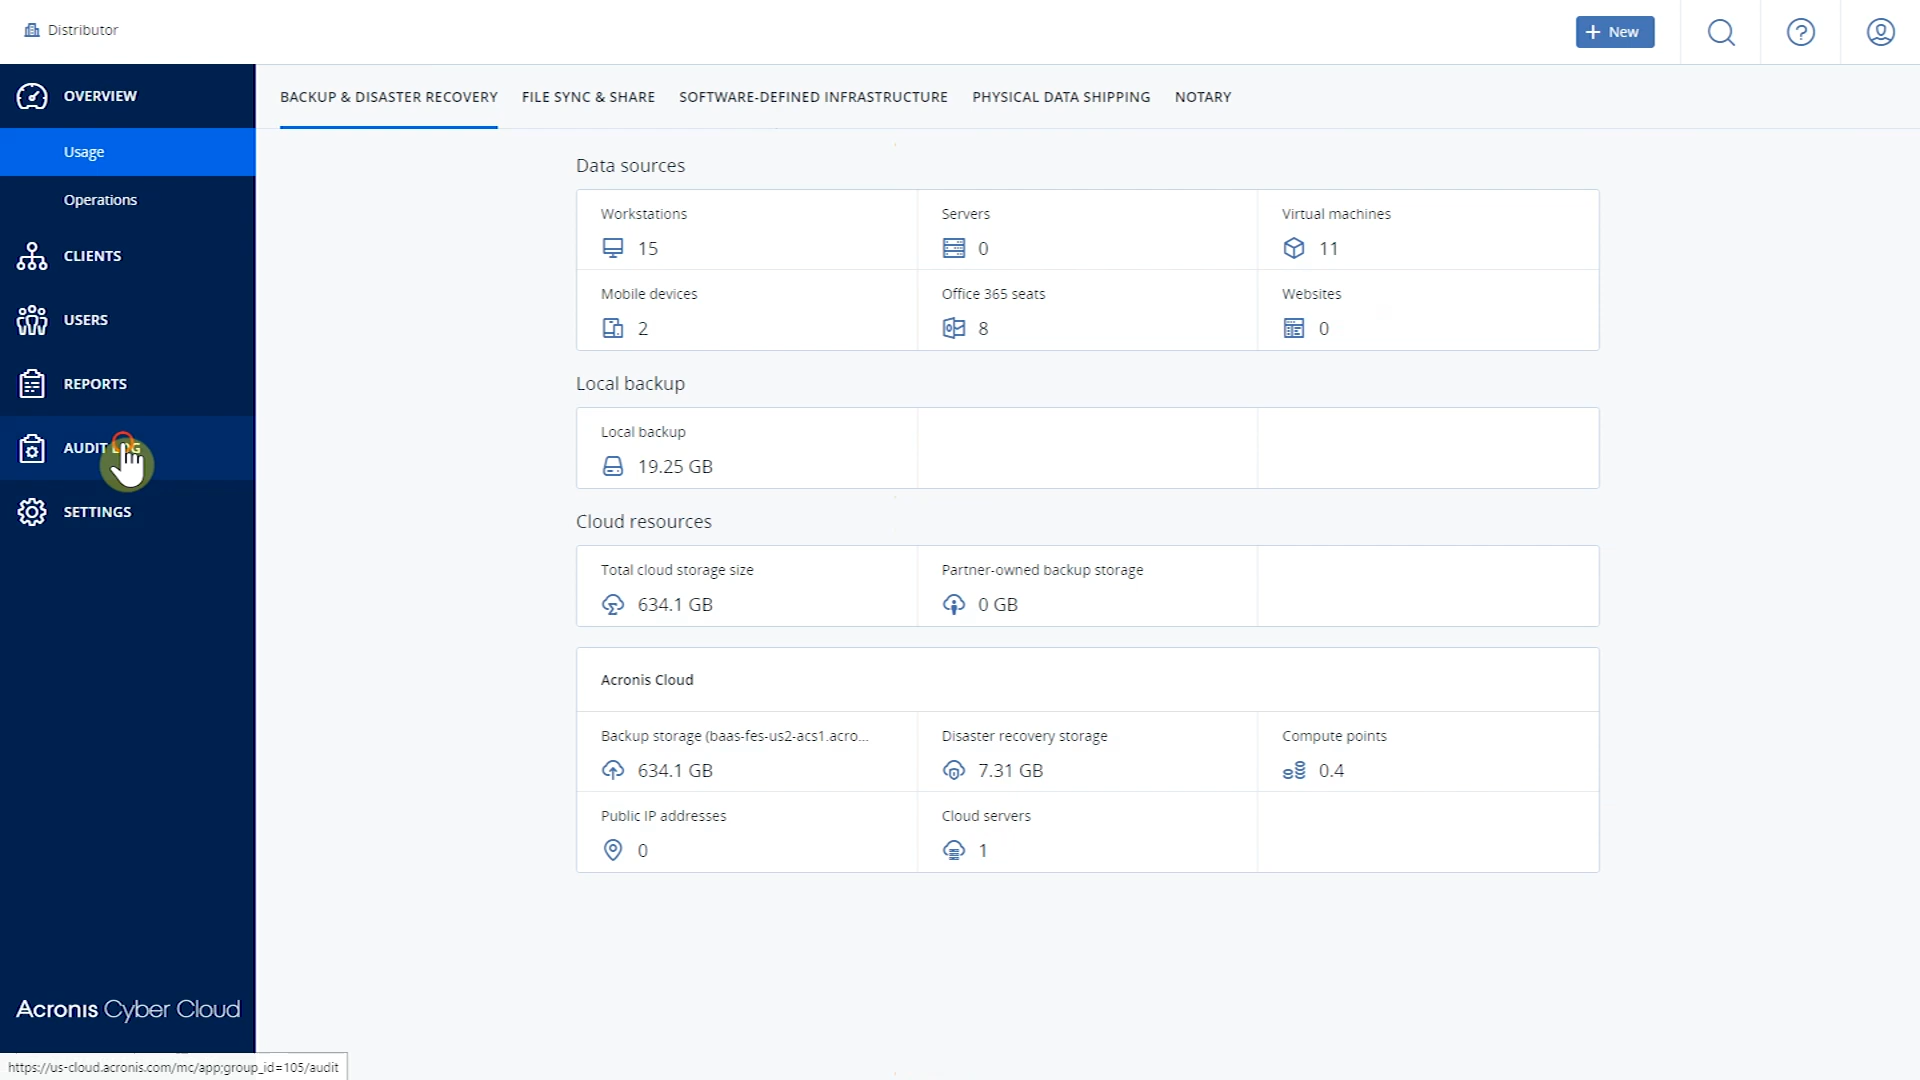 Distributor
+ New
OVERVIEW
Usage
Operations
CLIENTS
USERS
REPORTS
AUDIT LOG
SETTINGS
Acronis Cyber Cloud
https://us-cloud.acronis.com/mc/app;group_id=105/audit
BACKUP & DISASTER RECOVERY FILE SYNC & SHARE SOFTWARE-DEFINED INFRASTRUCTURE PHYSICAL DATA SHIPPING NOTARY
Data sources
Workstations Servers Virtual machines
15 0 11
Mobile devices Office 365 seats Websites
2 8 0
Local backup
Local backup
19.25 GB
Cloud resources
Total cloud storage size Partner-owned backup storage
634.1 GB 0 GB
Acronis Cloud
Backup storage (baas-fes-us2-acs1.acro... Disaster recovery storage Compute points
634.1 GB 7.31 GB 0.4
Public IP addresses Cloud servers
0 1